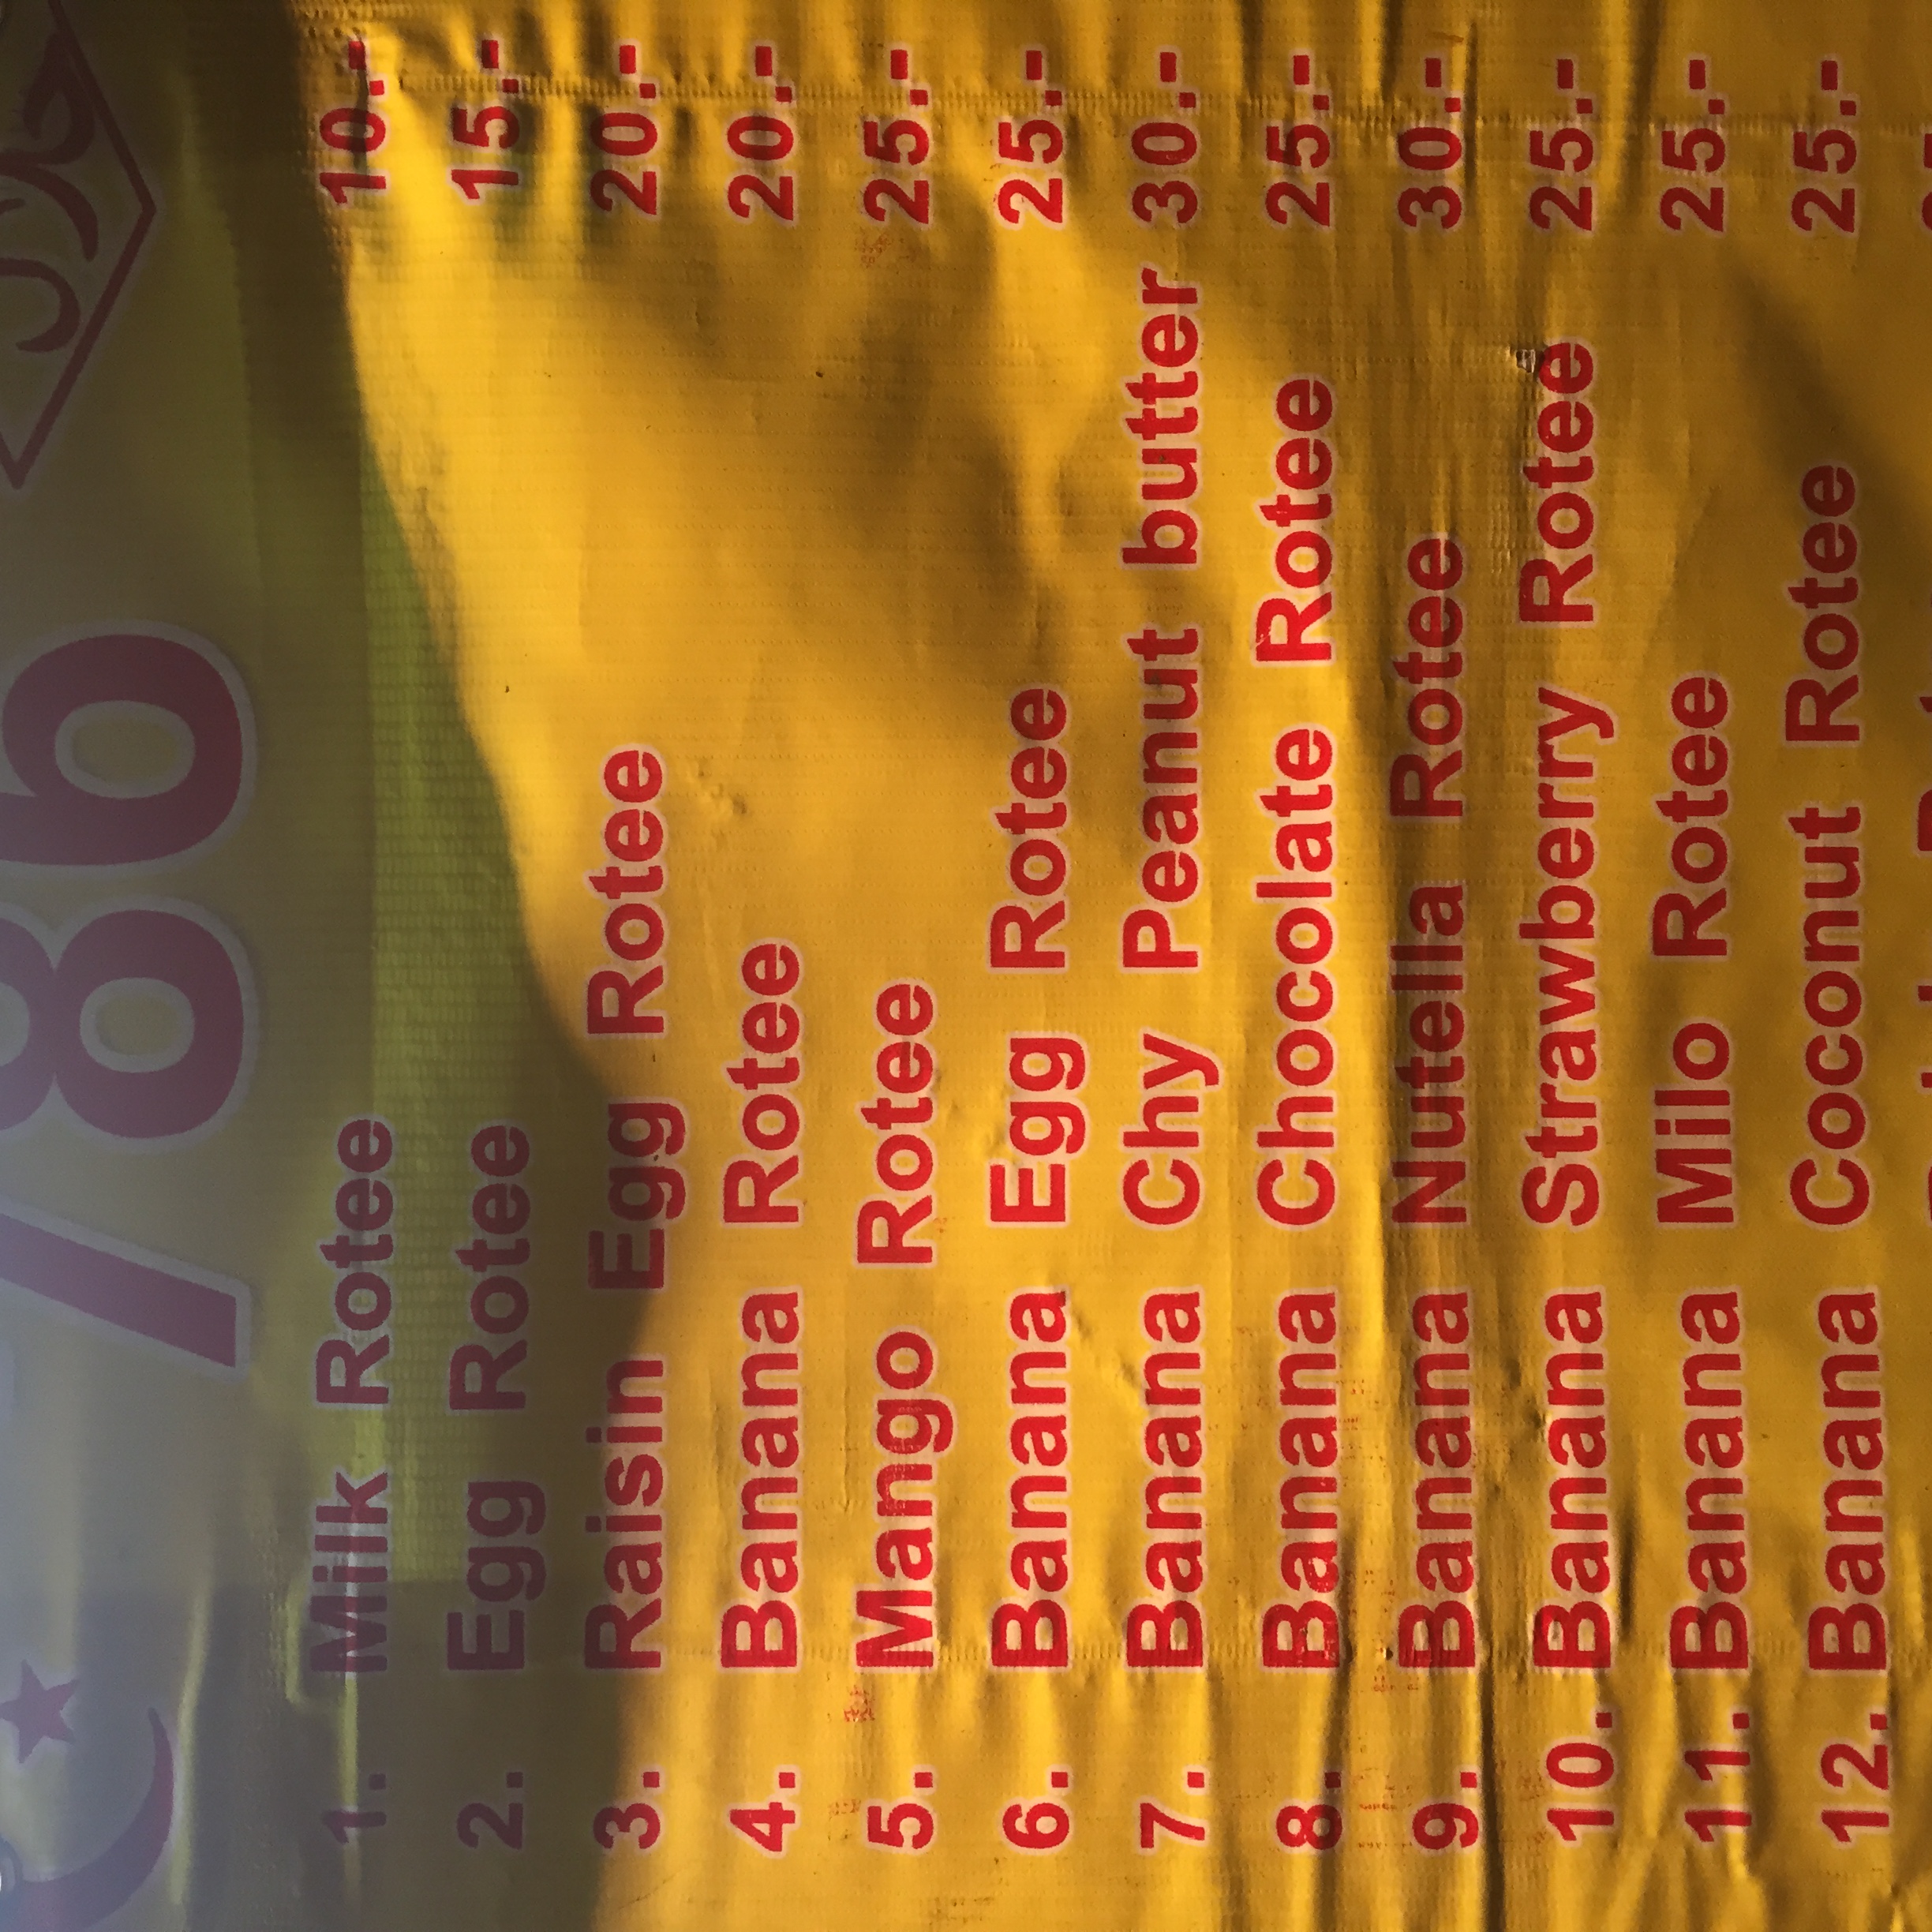 786
1. Milk Rotee 10.-
2. Egg Rotee 15.-
3. Raisin Egg Rotee 20.-
4. Banana Rotee 20.-
5. Mango Rotee 25.-
6. Banana Egg Rotee 25.-
7. Banana Chy Peanut butter 30.-
8. Banana Chocolate Rotee 25.-
9. Banana Nutella Rotee 30.-
10. Banana Strawberry Rotee 25.-
11. Banana Milo Rotee 25.-
12. Banana Coconut Rotee 25.-